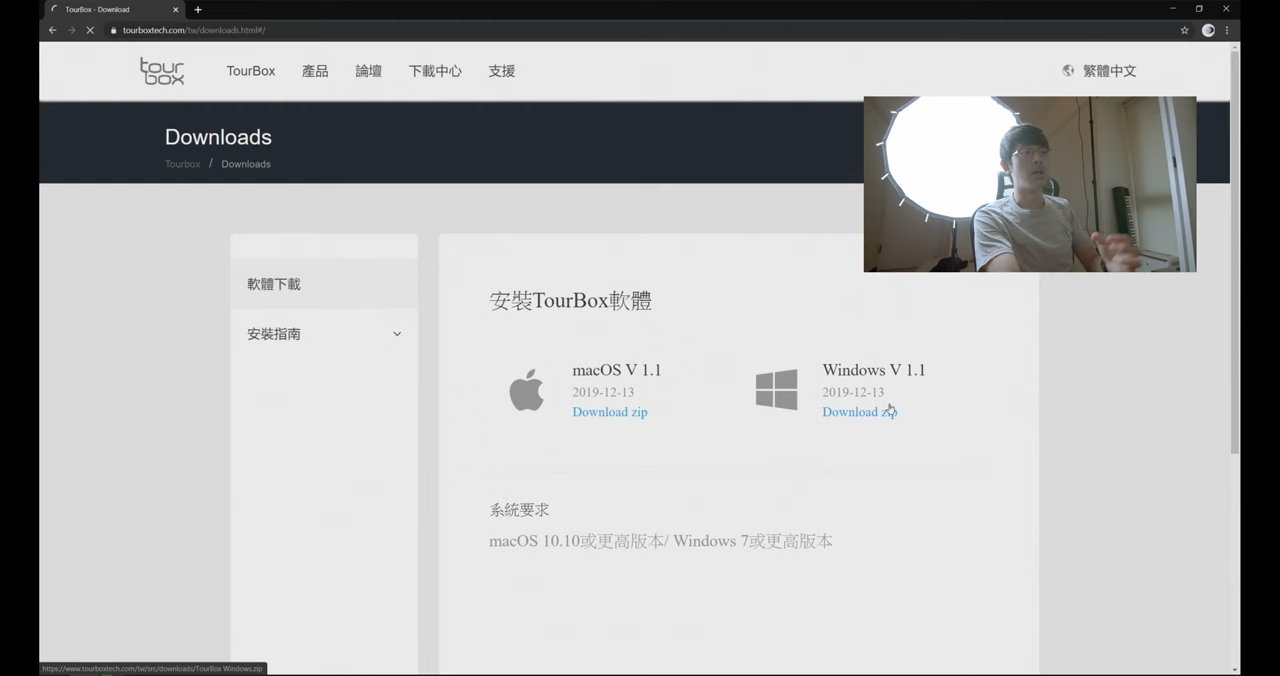 TourBox - Download
tourboxtech.com/tw/downloads.html#/
tour box
TourBox
產品
論壇
下載中心
支援
繁體中文
Downloads
Tourbox / Downloads
軟體下載
安裝指南
安裝TourBox軟體
macOS V 1.1
2019-12-13
Download zip
Windows V 1.1
2019-12-13
Download zip
系統要求
macOS 10.10或更高版本/ Windows 7或更高版本
https://www.tourboxtech.com/tw/src/downloads/TourBox Windows.zip